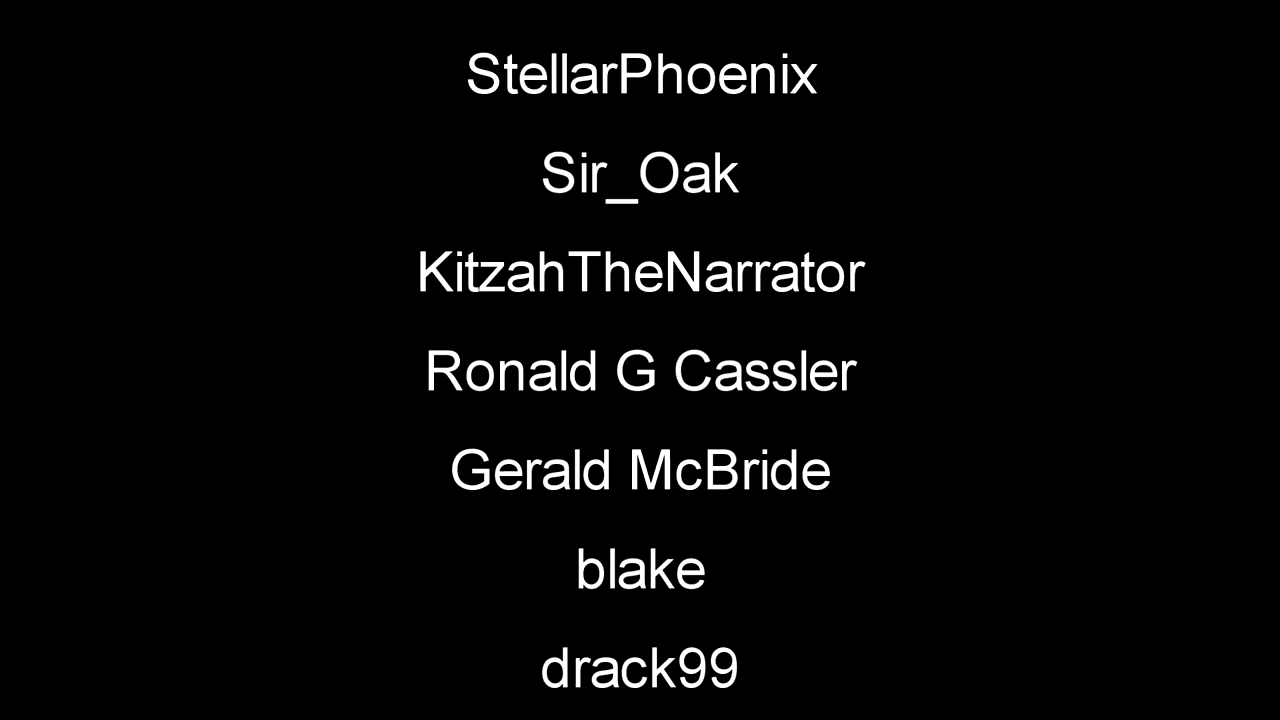 StellarPhoenix
Sir_Oak
KitzahTheNarrator
Ronald G Cassler
Gerald McBride
blake
drack99